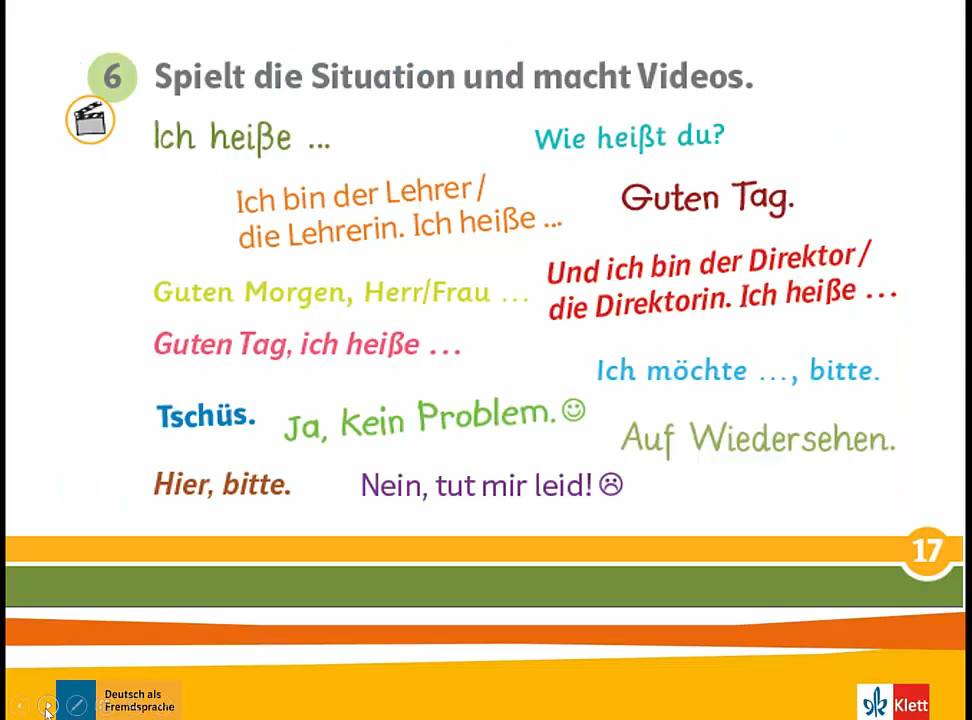 6 Spielt die Situation und macht Videos.
Ich heiße ...
Wie heißt du?
Ich bin der Lehrer/
die Lehrerin. Ich heiße ...
Guten Tag.
Und ich bin der Direktor/
die Direktorin. Ich heiße ...
Guten Morgen, Herr/Frau ...
Guten Tag, ich heiße ...
Ich möchte ..., bitte.
Tschüs.
Ja, kein Problem. ☺
Auf Wiedersehen.
Hier, bitte.
Nein, tut mir leid! ☹
17
Deutsch als
Fremdsprache
Klett